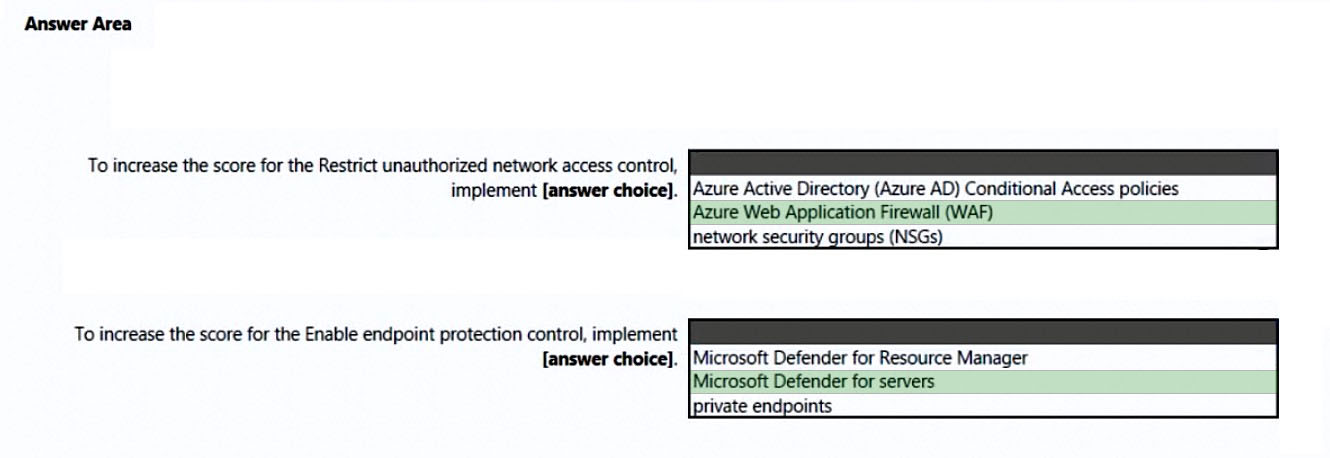 Answer Area
To increase the score for the Restrict unauthorized network access control,
implement [answer choice].
Azure Active Directory (Azure AD) Conditional Access policies
Azure Web Application Firewall (WAF)
network security groups (NSGs)
To increase the score for the Enable endpoint protection control, implement
[answer choice].
Microsoft Defender for Resource Manager
Microsoft Defender for servers
private endpoints